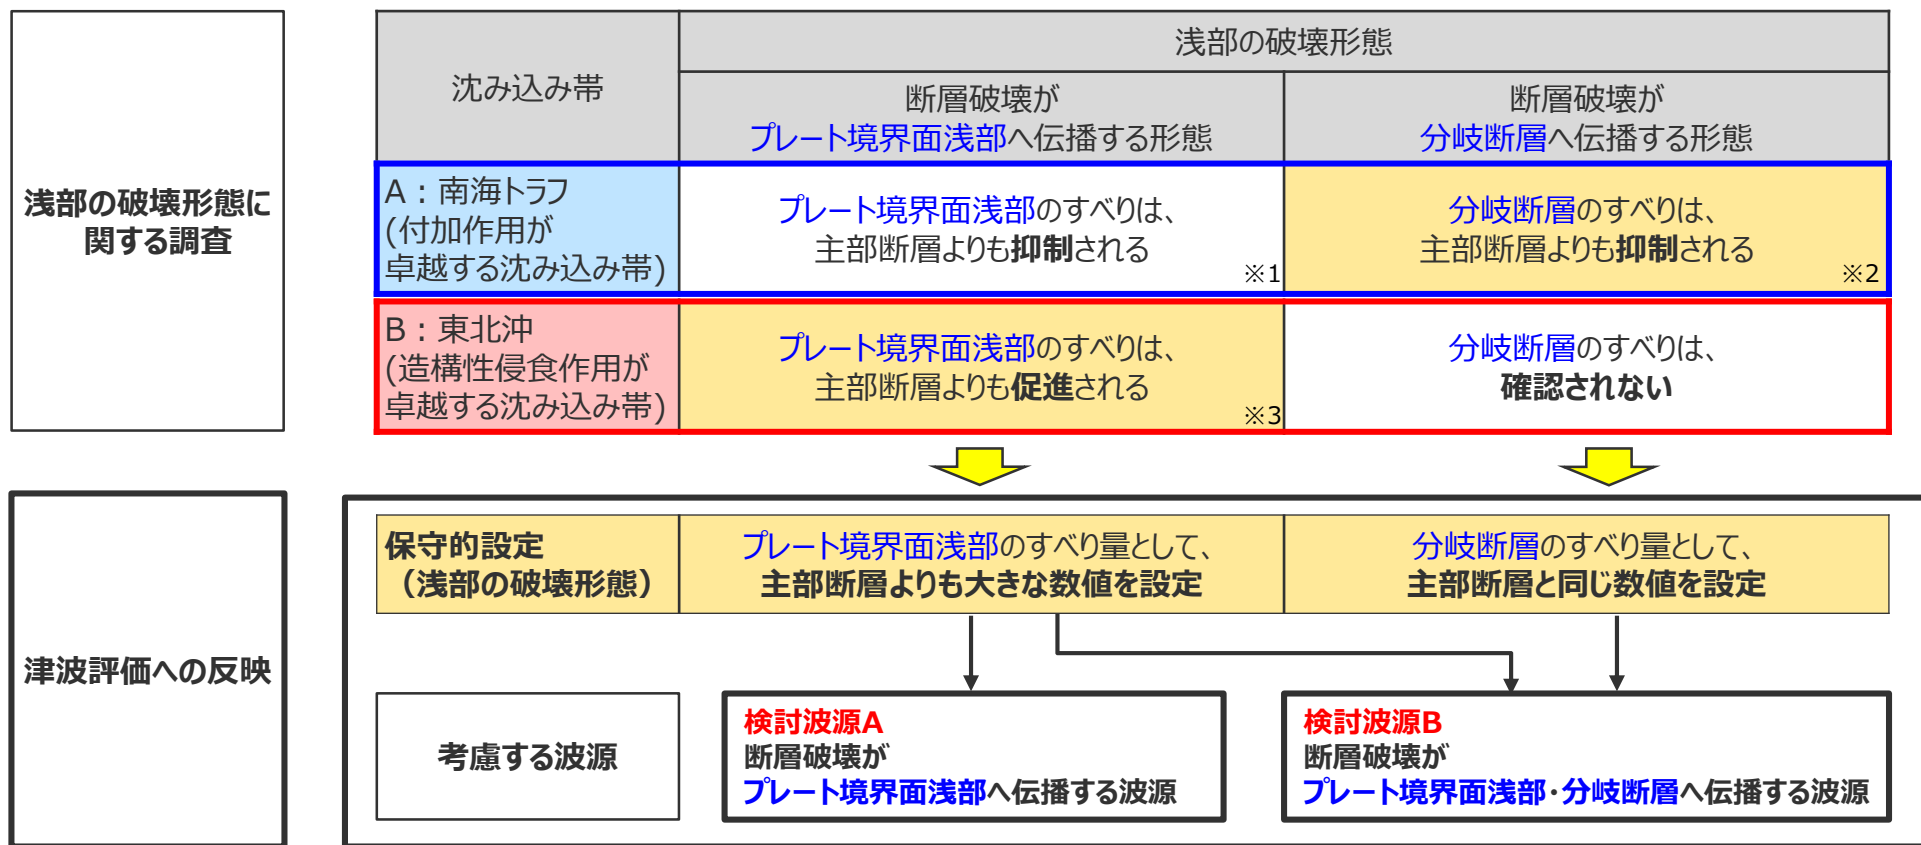 浅部の破壊形態に
関する調査
沈み込み帯
浅部の破壊形態
断層破壊が
プレート境界面浅部へ伝播する形態
断層破壊が
分岐断層へ伝播する形態
A：南海トラフ
(付加作用が
卓越する沈み込み帯)
プレート境界面浅部のすべりは、
主部断層よりも抑制される
※1
分岐断層のすべりは、
主部断層よりも抑制される
※2
B：東北沖
(造構性侵食作用が
卓越する沈み込み帯)
プレート境界面浅部のすべりは、
主部断層よりも促進される
※3
分岐断層のすべりは、
確認されない
津波評価への反映
保守的設定
（浅部の破壊形態）
プレート境界面浅部のすべり量として、
主部断層よりも大きな数値を設定
分岐断層のすべり量として、
主部断層と同じ数値を設定
考慮する波源
検討波源A
断層破壊が
プレート境界面浅部へ伝播する波源
検討波源B
断層破壊が
プレート境界面浅部・分岐断層へ伝播する波源